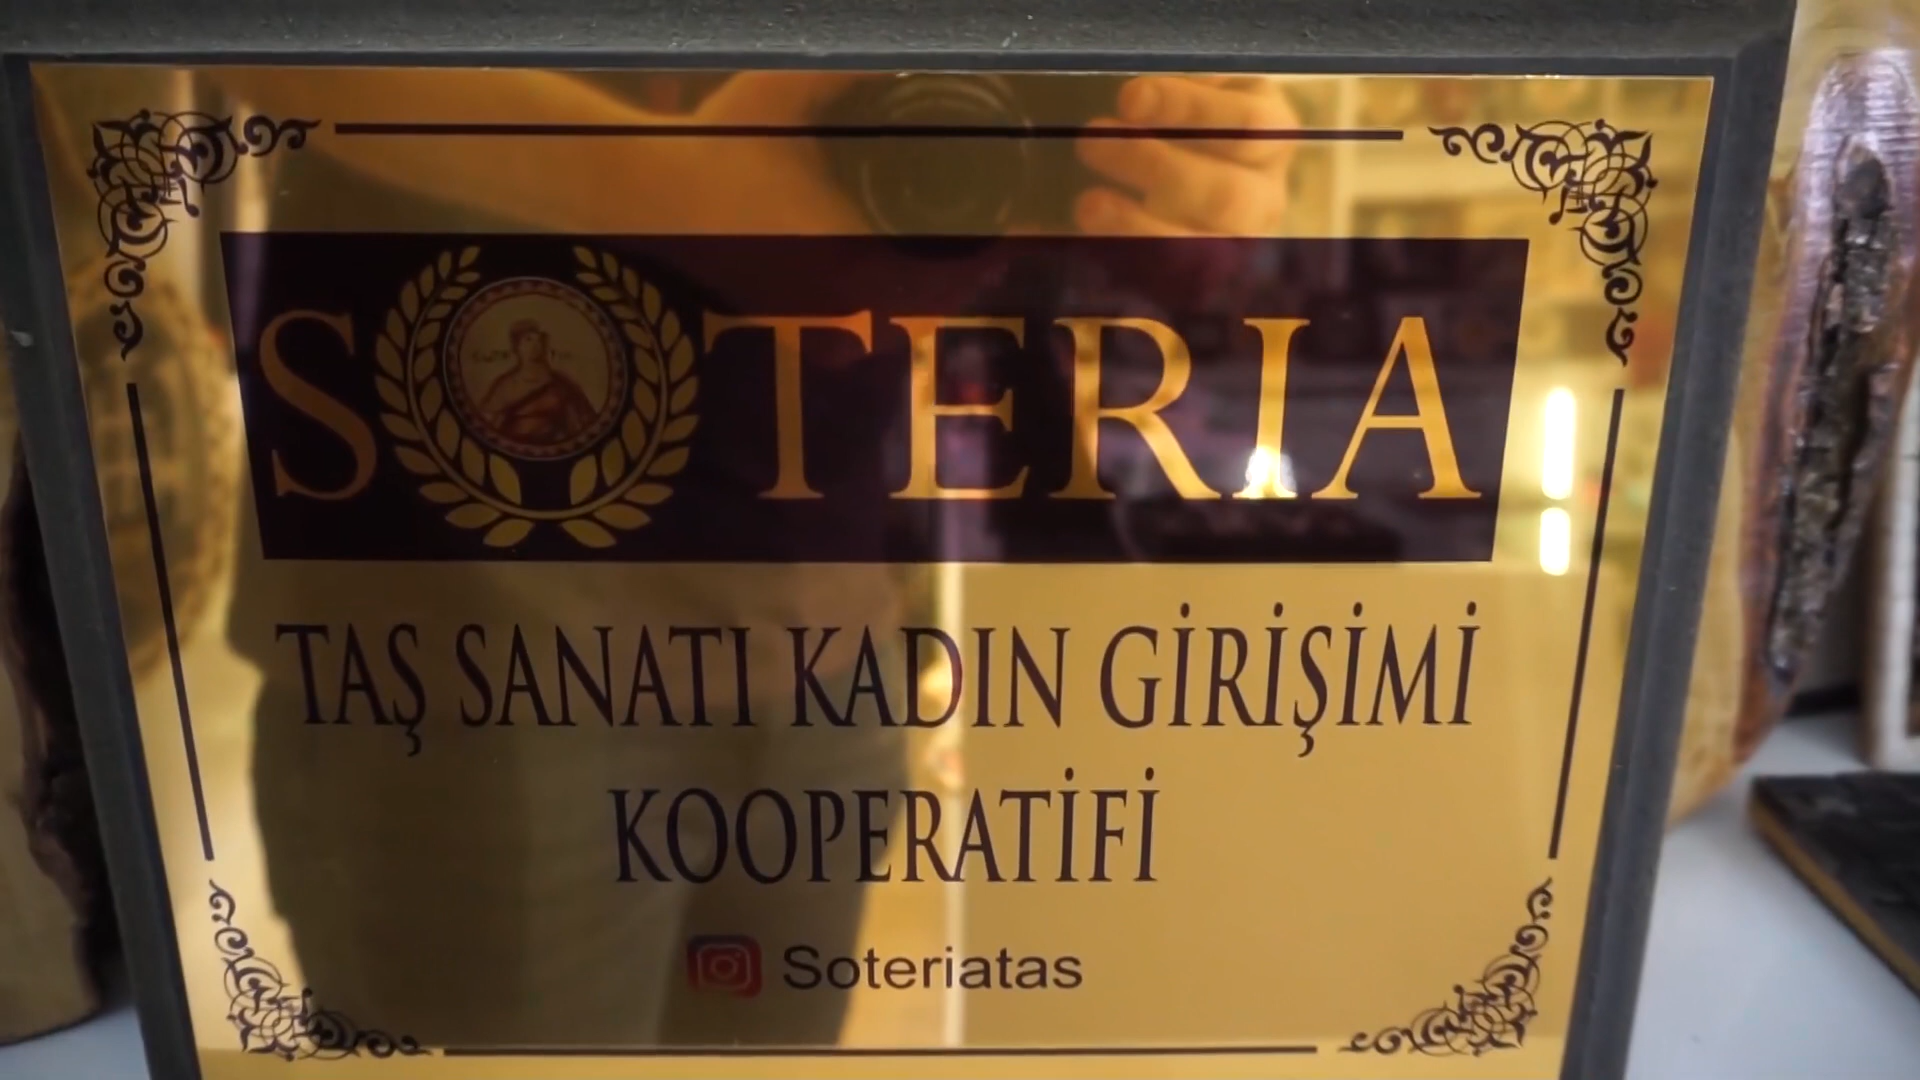 SOTERIA
TAŞ SANATI KADIN GİRİŞİMİ
KOOPERATİFİ
Soteriatas